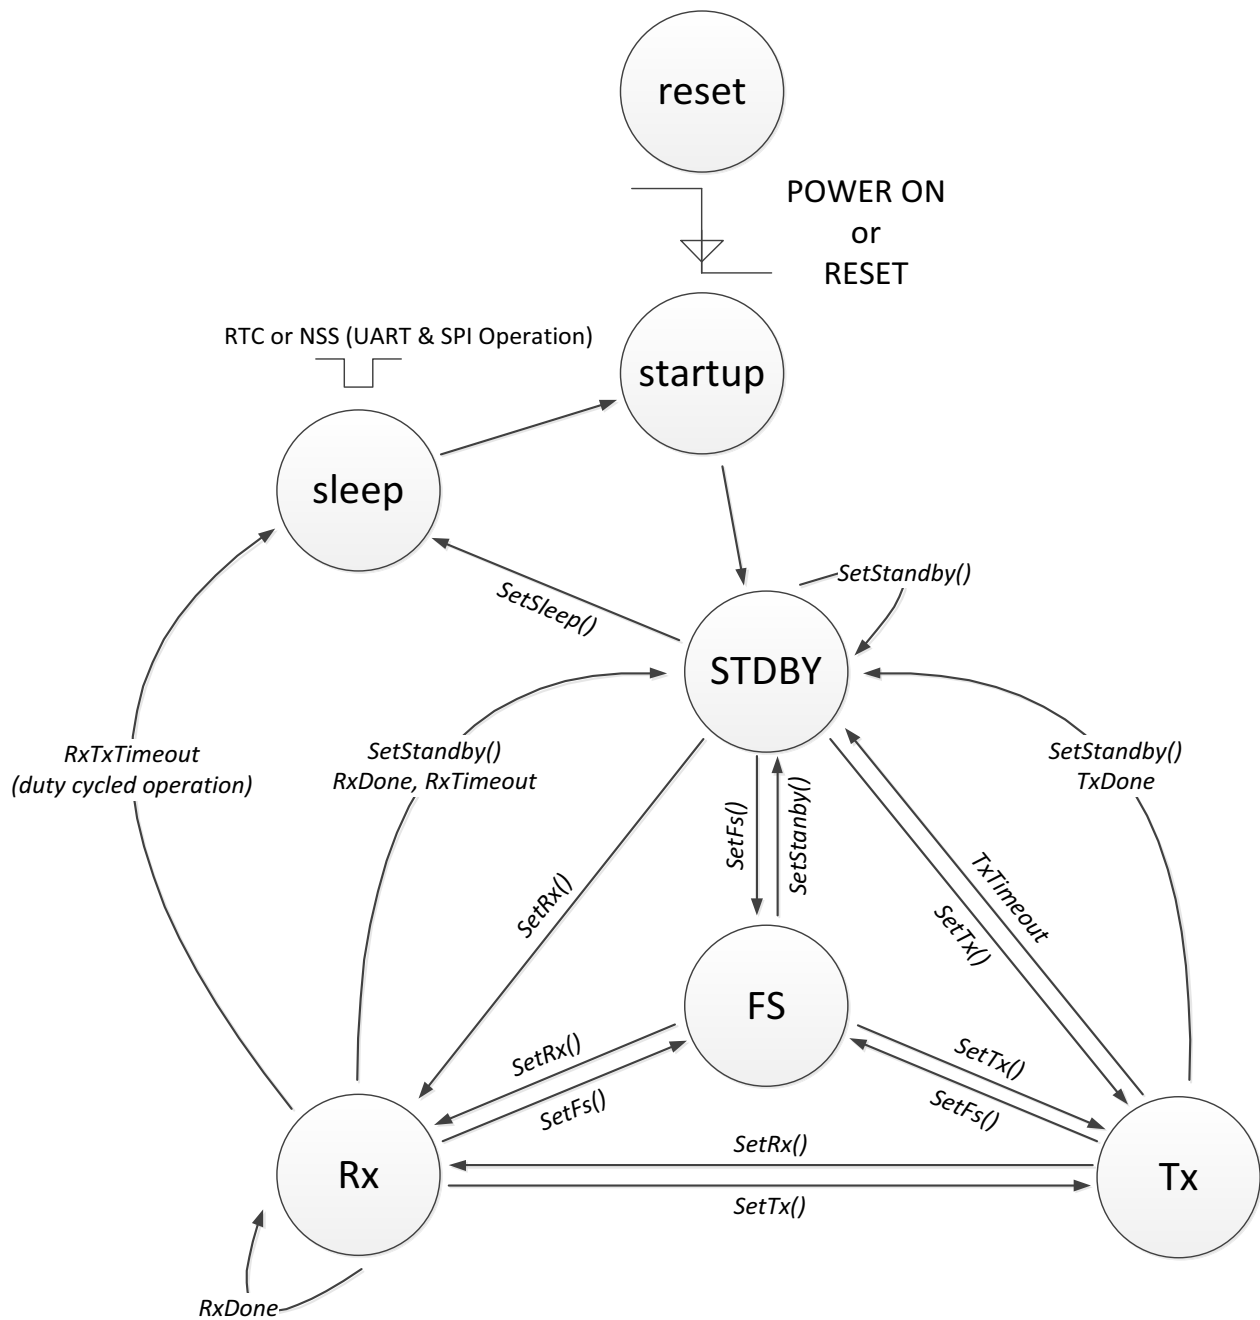 reset
POWER ON
or
RESET
RTC or NSS (UART & SPI Operation)
startup
sleep
SetStandby()
SetSleep()
STDBY
RxTxTimeout
(duty cycled operation)
SetStandby()
RxDone, RxTimeout
SetStandby()
TxDone
SetFs()
SetStanby()
SetRx()
TxTimeout
SetTx()
FS
SetRx()
SetFs()
SetTx()
SetFs()
SetRx()
Rx
Tx
SetTx()
RxDone